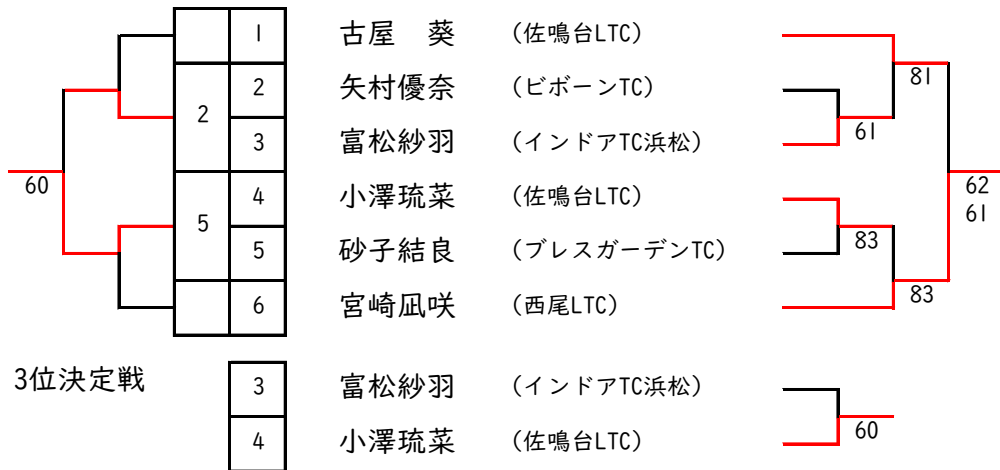 1 古屋　葵 (佐鳴台LTC)
81
2 矢村優奈 (ビボーンTC)
2
61
3 富松紗羽 (インドアTC浜松)
60
62
4 小澤琉菜 (佐鳴台LTC)
61
5
83
5 砂子結良 (ブレスガーデンTC)
83
6 宮崎凪咲 (西尾LTC)
3位決定戦
3 富松紗羽 (インドアTC浜松)
60
4 小澤琉菜 (佐鳴台LTC)